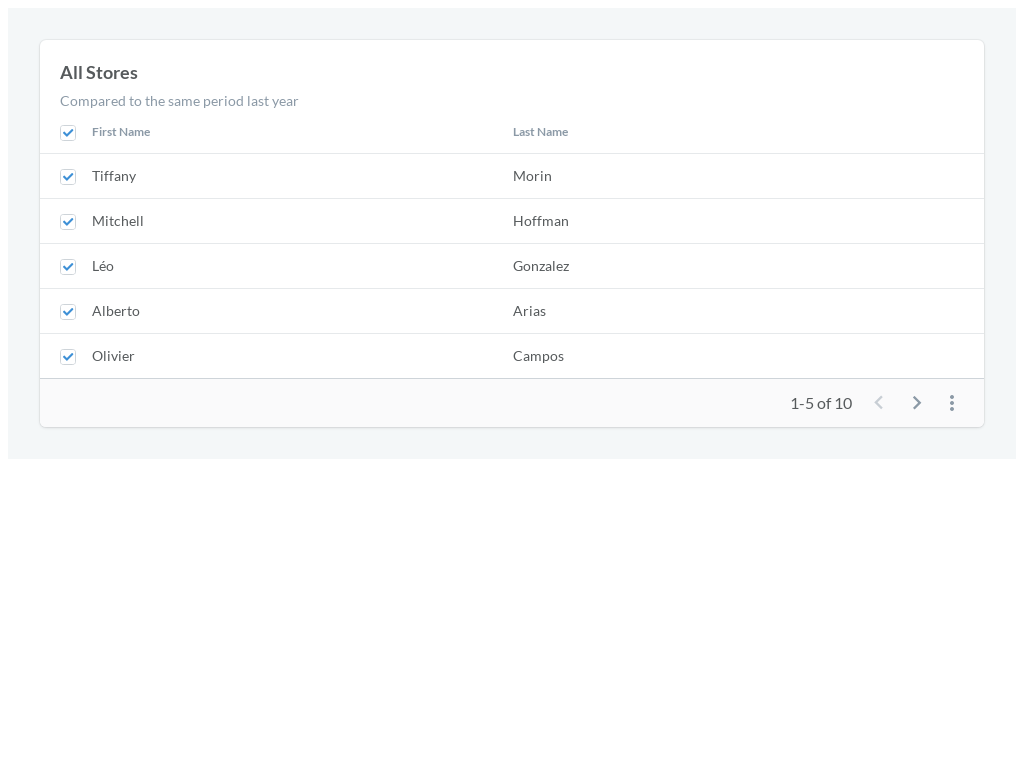 All Stores
Compared to the same period last year
First Name Last Name
Tiffany Morin
Mitchell Hoffman
Léo Gonzalez
Alberto Arias
Olivier Campos
1-5 of 10